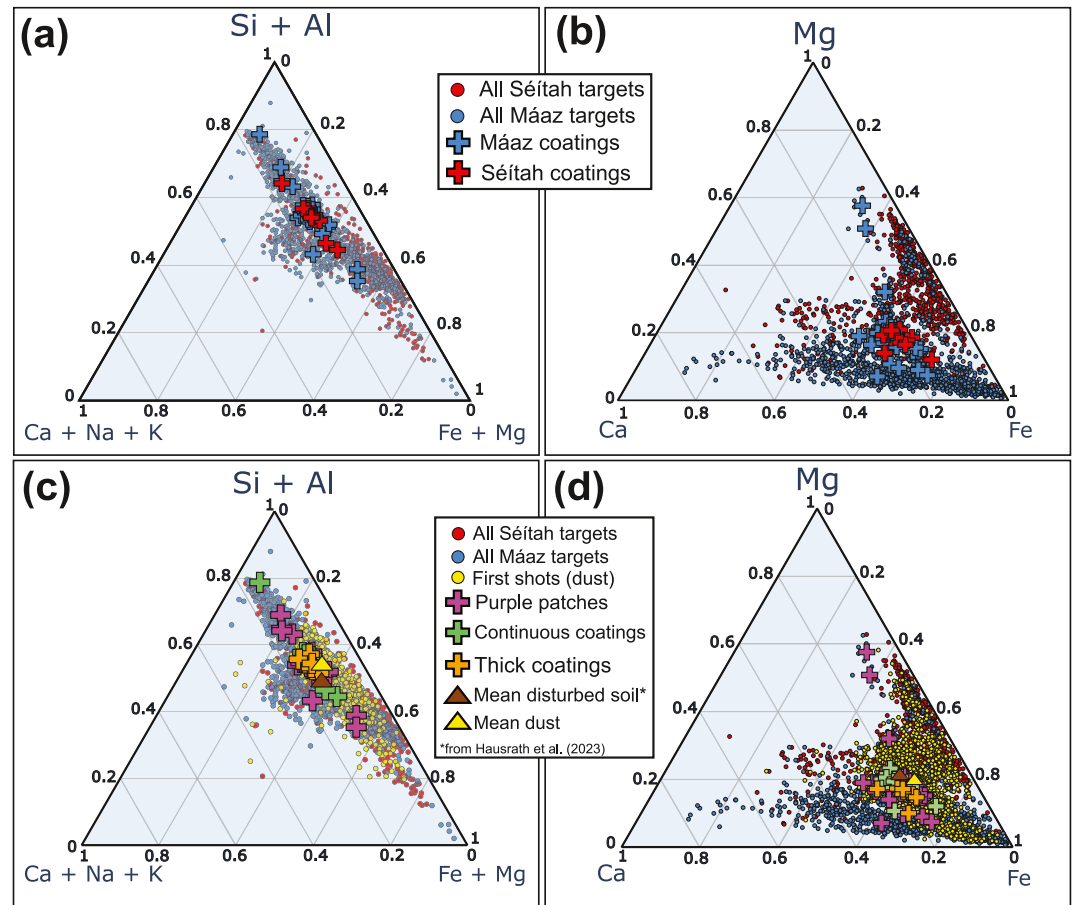 (a)
Si + Al
1 0
0.8 0.2
0.6 0.4
0.4 0.6
0.2 0.8
0 1
1 0.8 0.6 0.4 0.2 0
Ca + Na + K Fe + Mg
(b)
Mg
1 0
0.8 0.2
0.6 0.4
0.4 0.6
0.2 0.8
0 1
1 0.8 0.6 0.4 0.2 0
Ca Fe
All Séítah targets
All Máaz targets
Máaz coatings
Séítah coatings
(c)
Si + Al
1 0
0.8 0.2
0.6 0.4
0.4 0.6
0.2 0.8
0 1
1 0.8 0.6 0.4 0.2 0
Ca + Na + K Fe + Mg
(d)
Mg
1 0
0.8 0.2
0.6 0.4
0.4 0.6
0.2 0.8
0 1
1 0.8 0.6 0.4 0.2 0
Ca Fe
All Séítah targets
All Máaz targets
First shots (dust)
Purple patches
Continuous coatings
Thick coatings
Mean disturbed soil*
Mean dust
*from Hausrath et al. (2023)